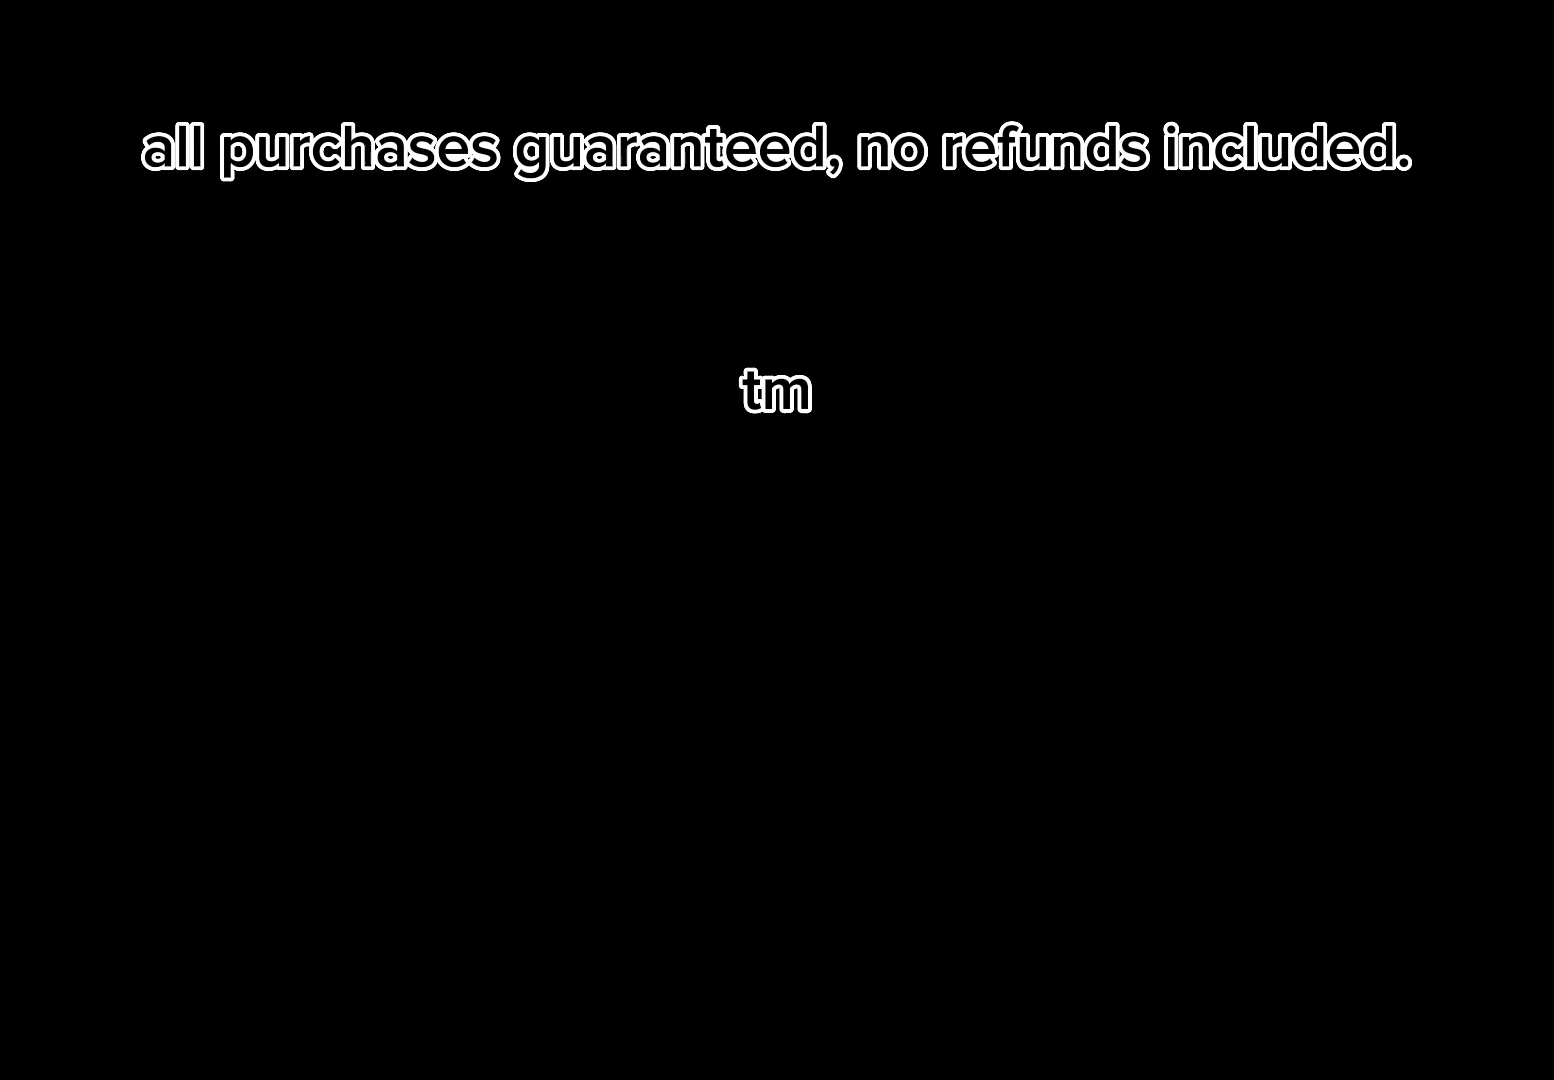 all purchases guaranteed, no refunds included.
tm